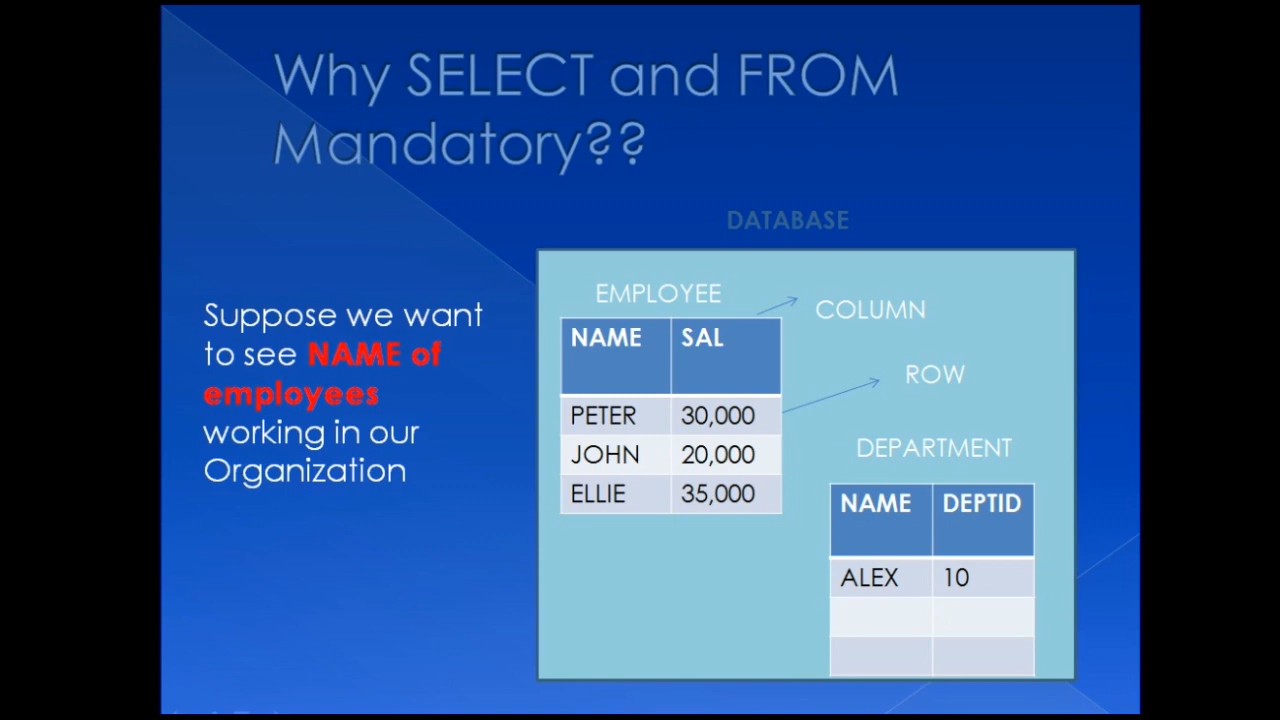 Why SELECT and FROM
Mandatory??
DATABASE
Suppose we want
to see NAME of
employees
working in our
Organization
EMPLOYEE
COLUMN
NAME SAL
ROW
PETER 30,000
JOHN 20,000
ELLIE 35,000
DEPARTMENT
NAME DEPTID
ALEX 10